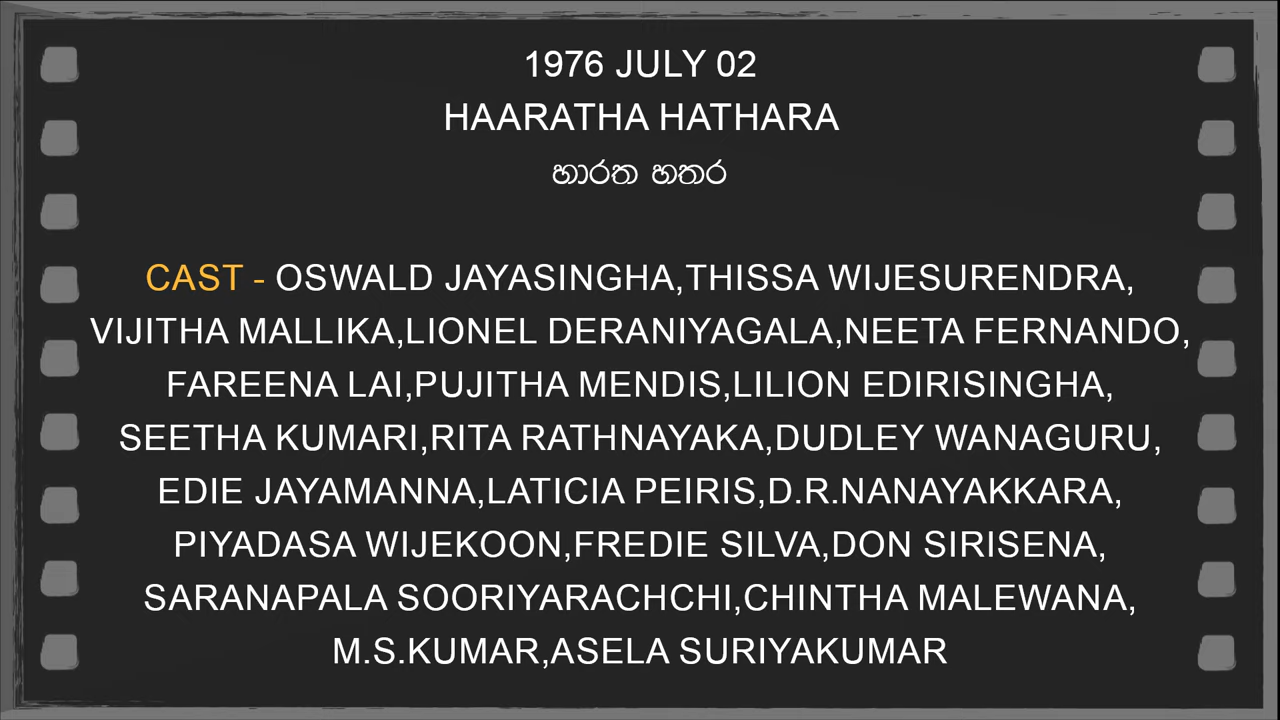 1976 JULY 02
HAARATHA HATHARA
හාරත හතර
CAST - OSWALD JAYASINGHA,THISSA WIJESURENDRA,
VIJITHA MALLIKA,LIONEL DERANIYAGALA,NEETA FERNANDO,
FAREENA LAI,PUJITHA MENDIS,LILION EDIRISINGHA,
SEETHA KUMARI,RITA RATHNAYAKA,DUDLEY WANAGURU,
EDIE JAYAMANNA,LATICIA PEIRIS,D.R.NANAYAKKARA,
PIYADASA WIJEKOON,FREDIE SILVA,DON SIRISENA,
SARANAPALA SOORIYARACHCHI,CHINTHA MALEWANA,
M.S.KUMAR,ASELA SURIYAKUMAR